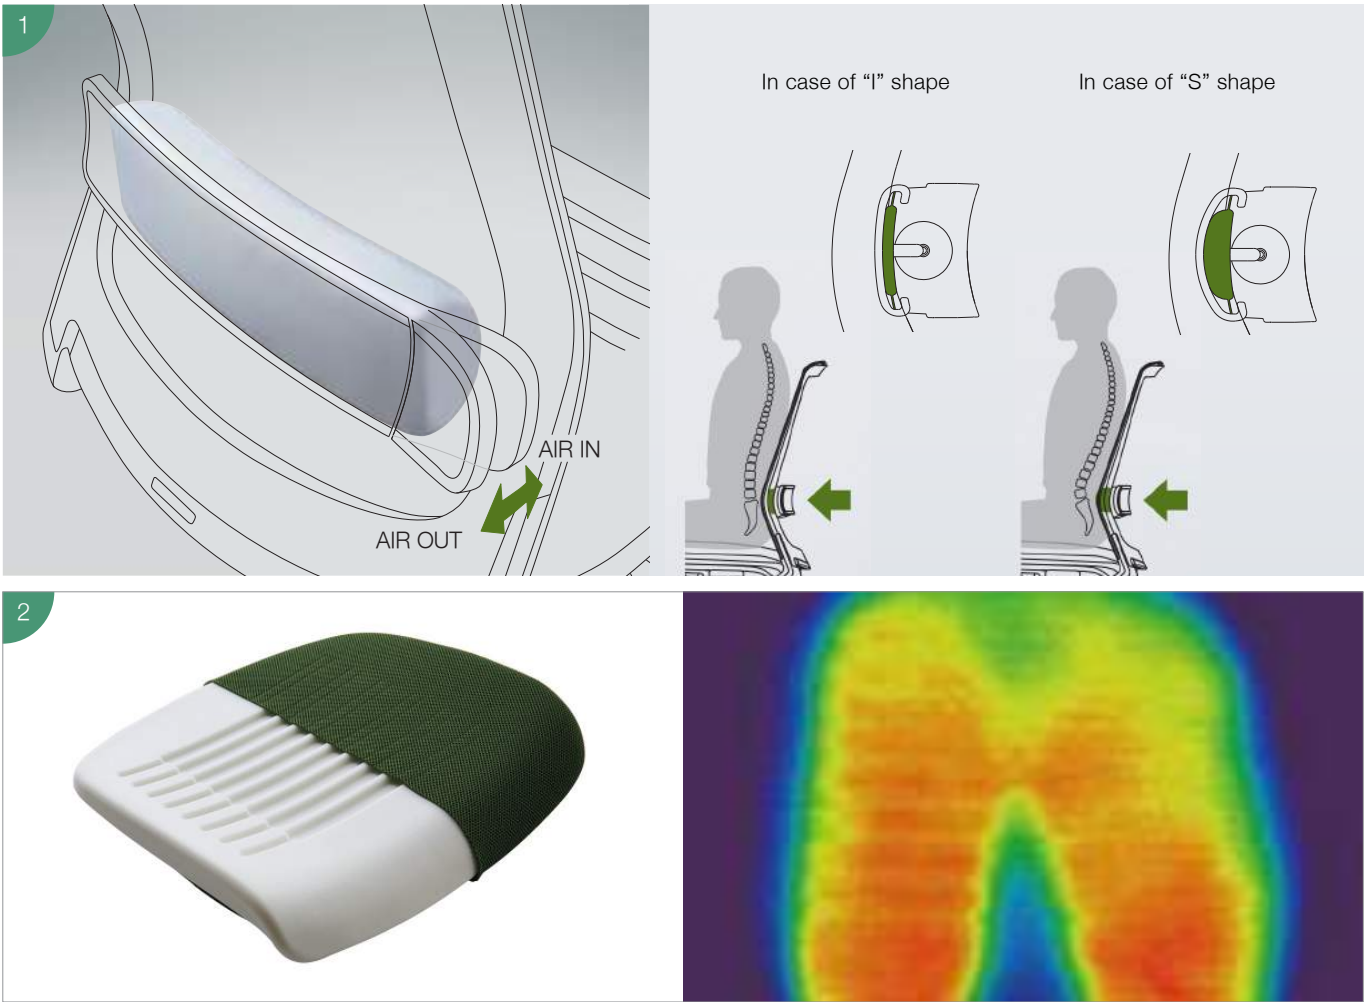 1
In case of “I” shape
In case of “S” shape
AIR IN
AIR OUT
2